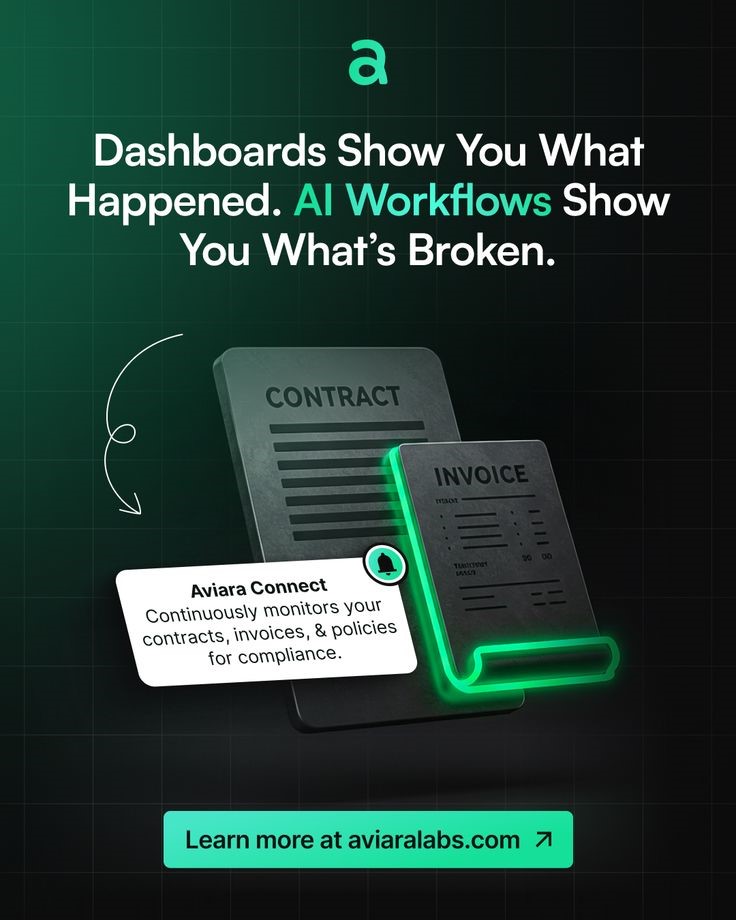 a
Dashboards Show You What
Happened. AI Workflows Show
You What’s Broken.
CONTRACT
INVOICE
Aviara Connect
Continuously monitors your
contracts, invoices, & policies
for compliance.
Learn more at aviaralabs.com